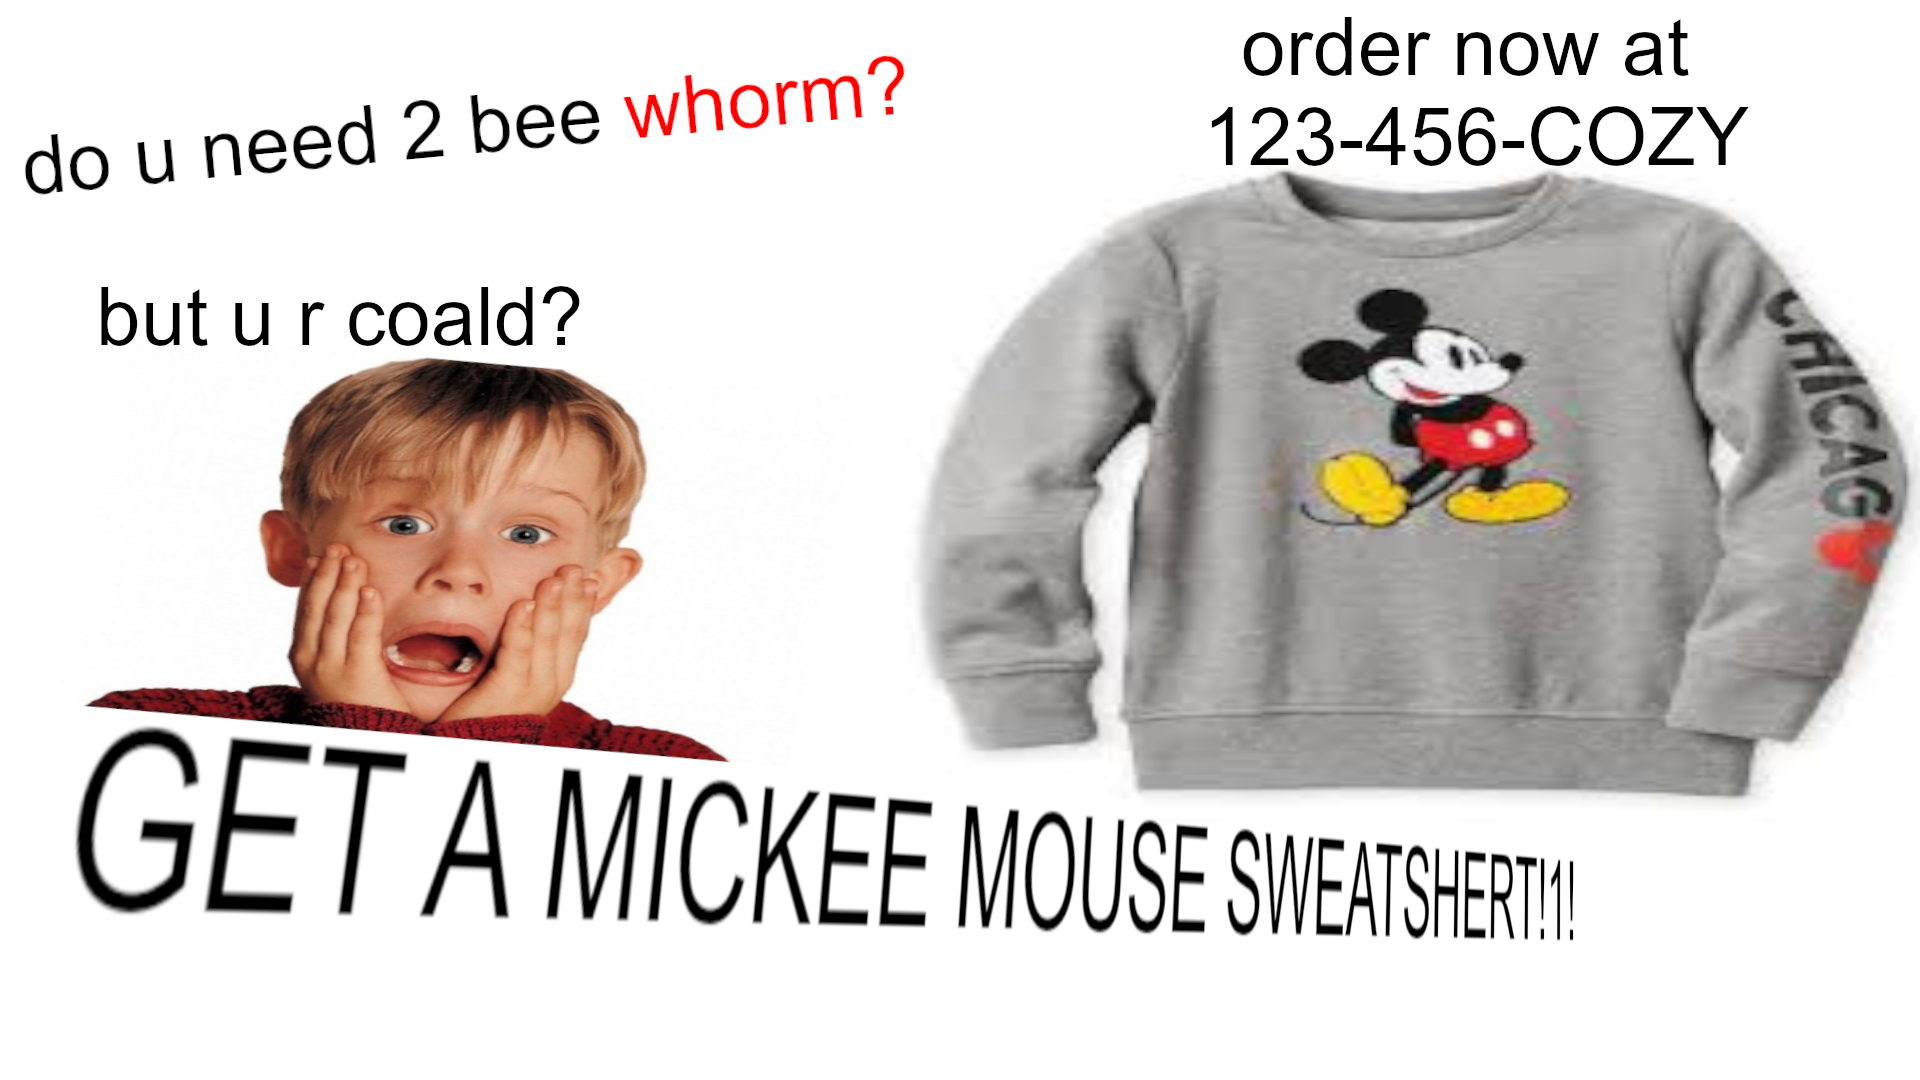 do u need 2 bee whorm?
but u r coald?
order now at
123-456-COZY
CHICAG
GET A MICKEE MOUSE SWEATSHERT!1!